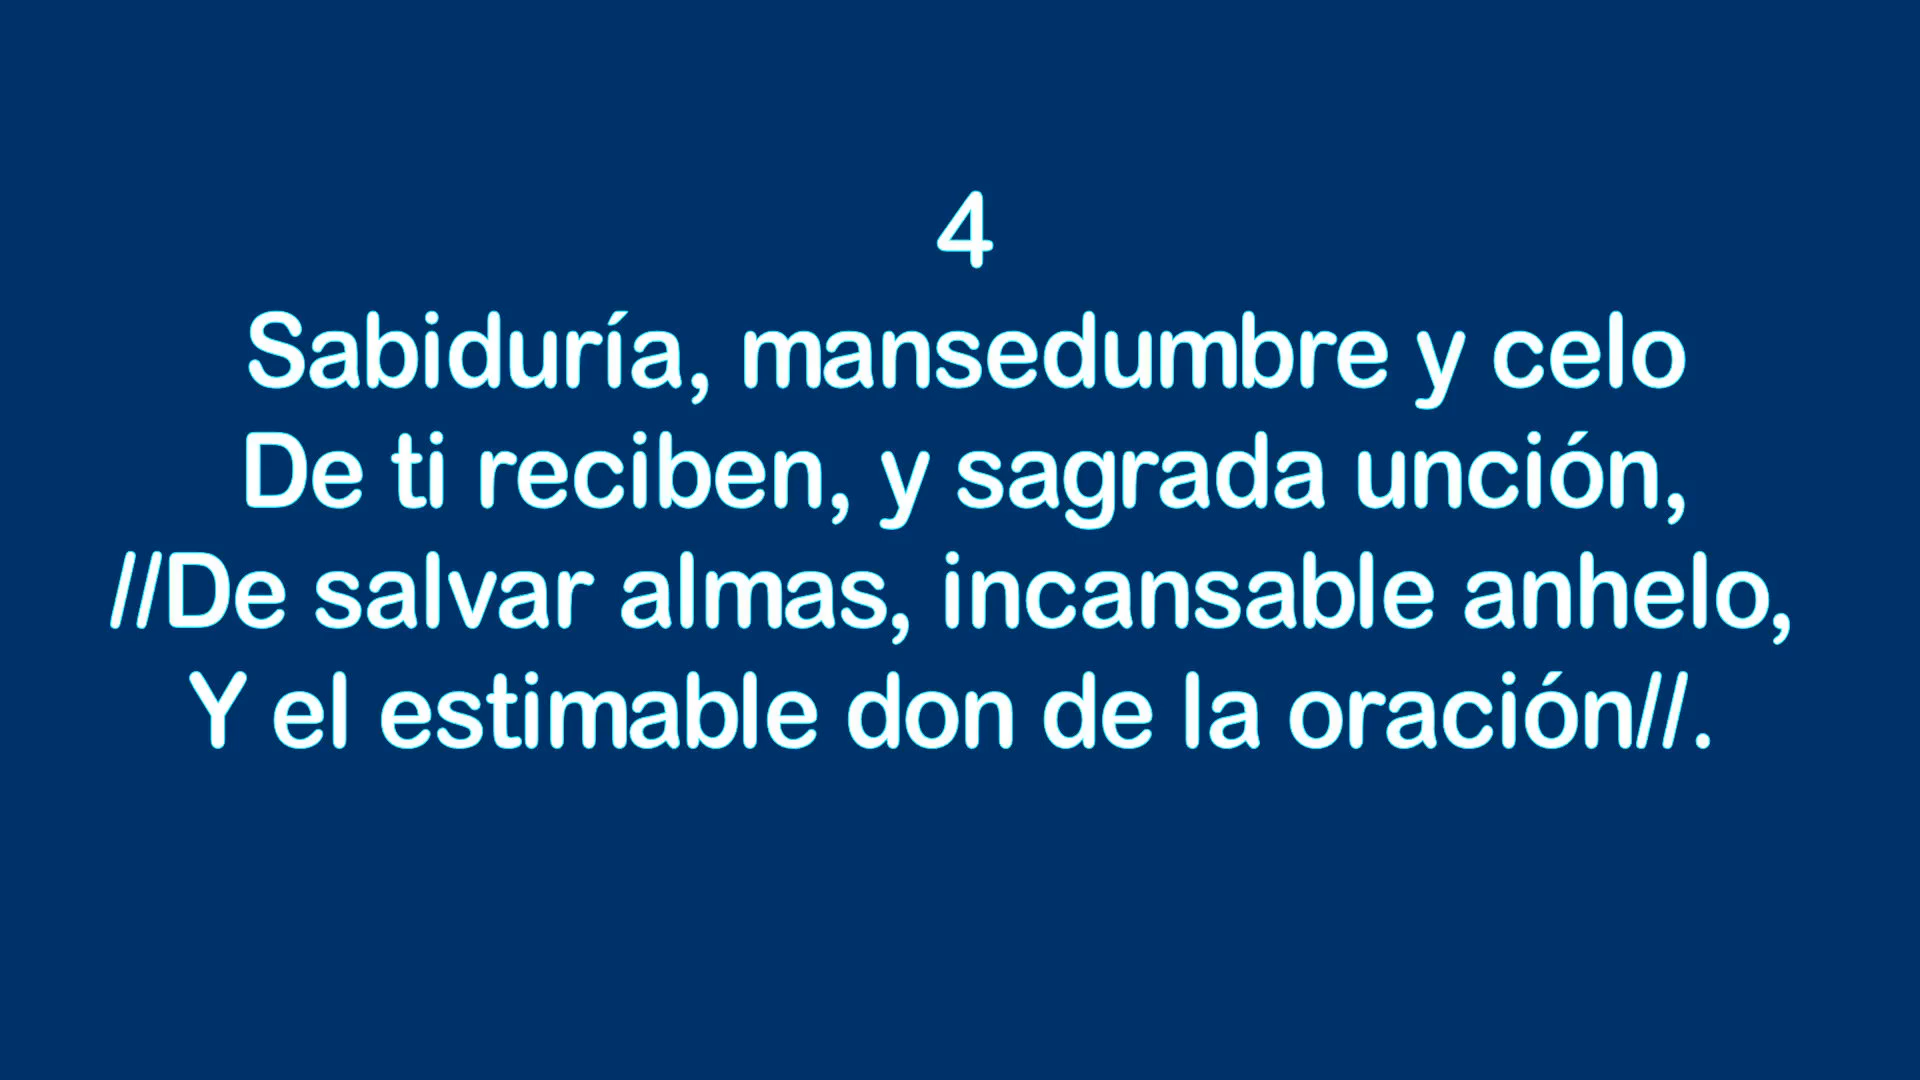 4
Sabiduría, mansedumbre y celo
De ti reciben, y sagrada unción,
//De salvar almas, incansable anhelo,
Y el estimable don de la oración//.